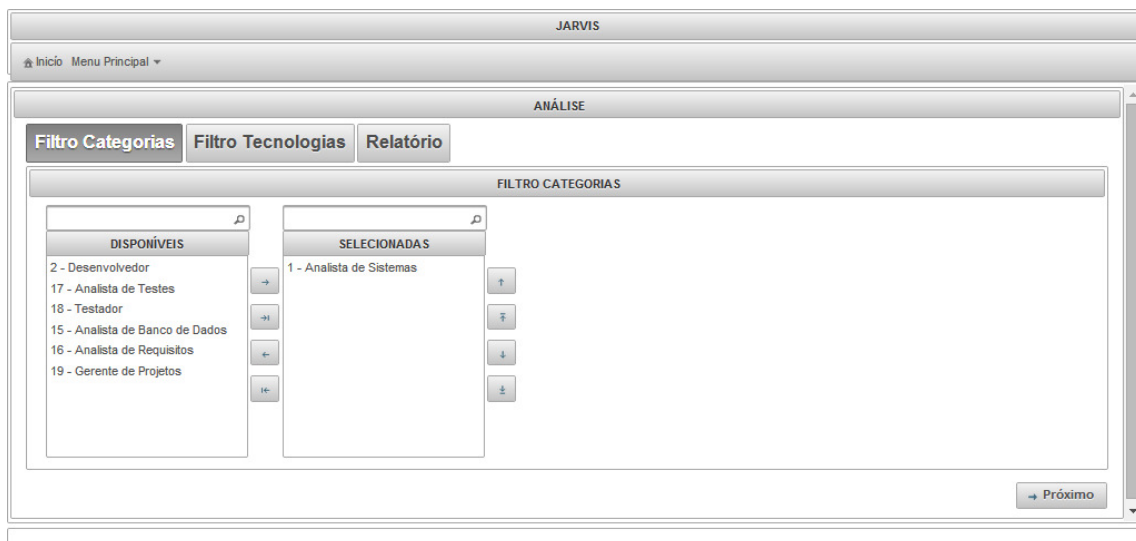 JARVIS
Inicío Menu Principal
ANÁLISE
Filtro Categorias Filtro Tecnologias Relatório
FILTRO CATEGORIAS
DISPONÍVEIS
2 - Desenvolvedor
17 - Analista de Testes
18 - Testador
15 - Analista de Banco de Dados
16 - Analista de Requisitos
19 - Gerente de Projetos
SELECIONADAS
1 - Analista de Sistemas
Próximo